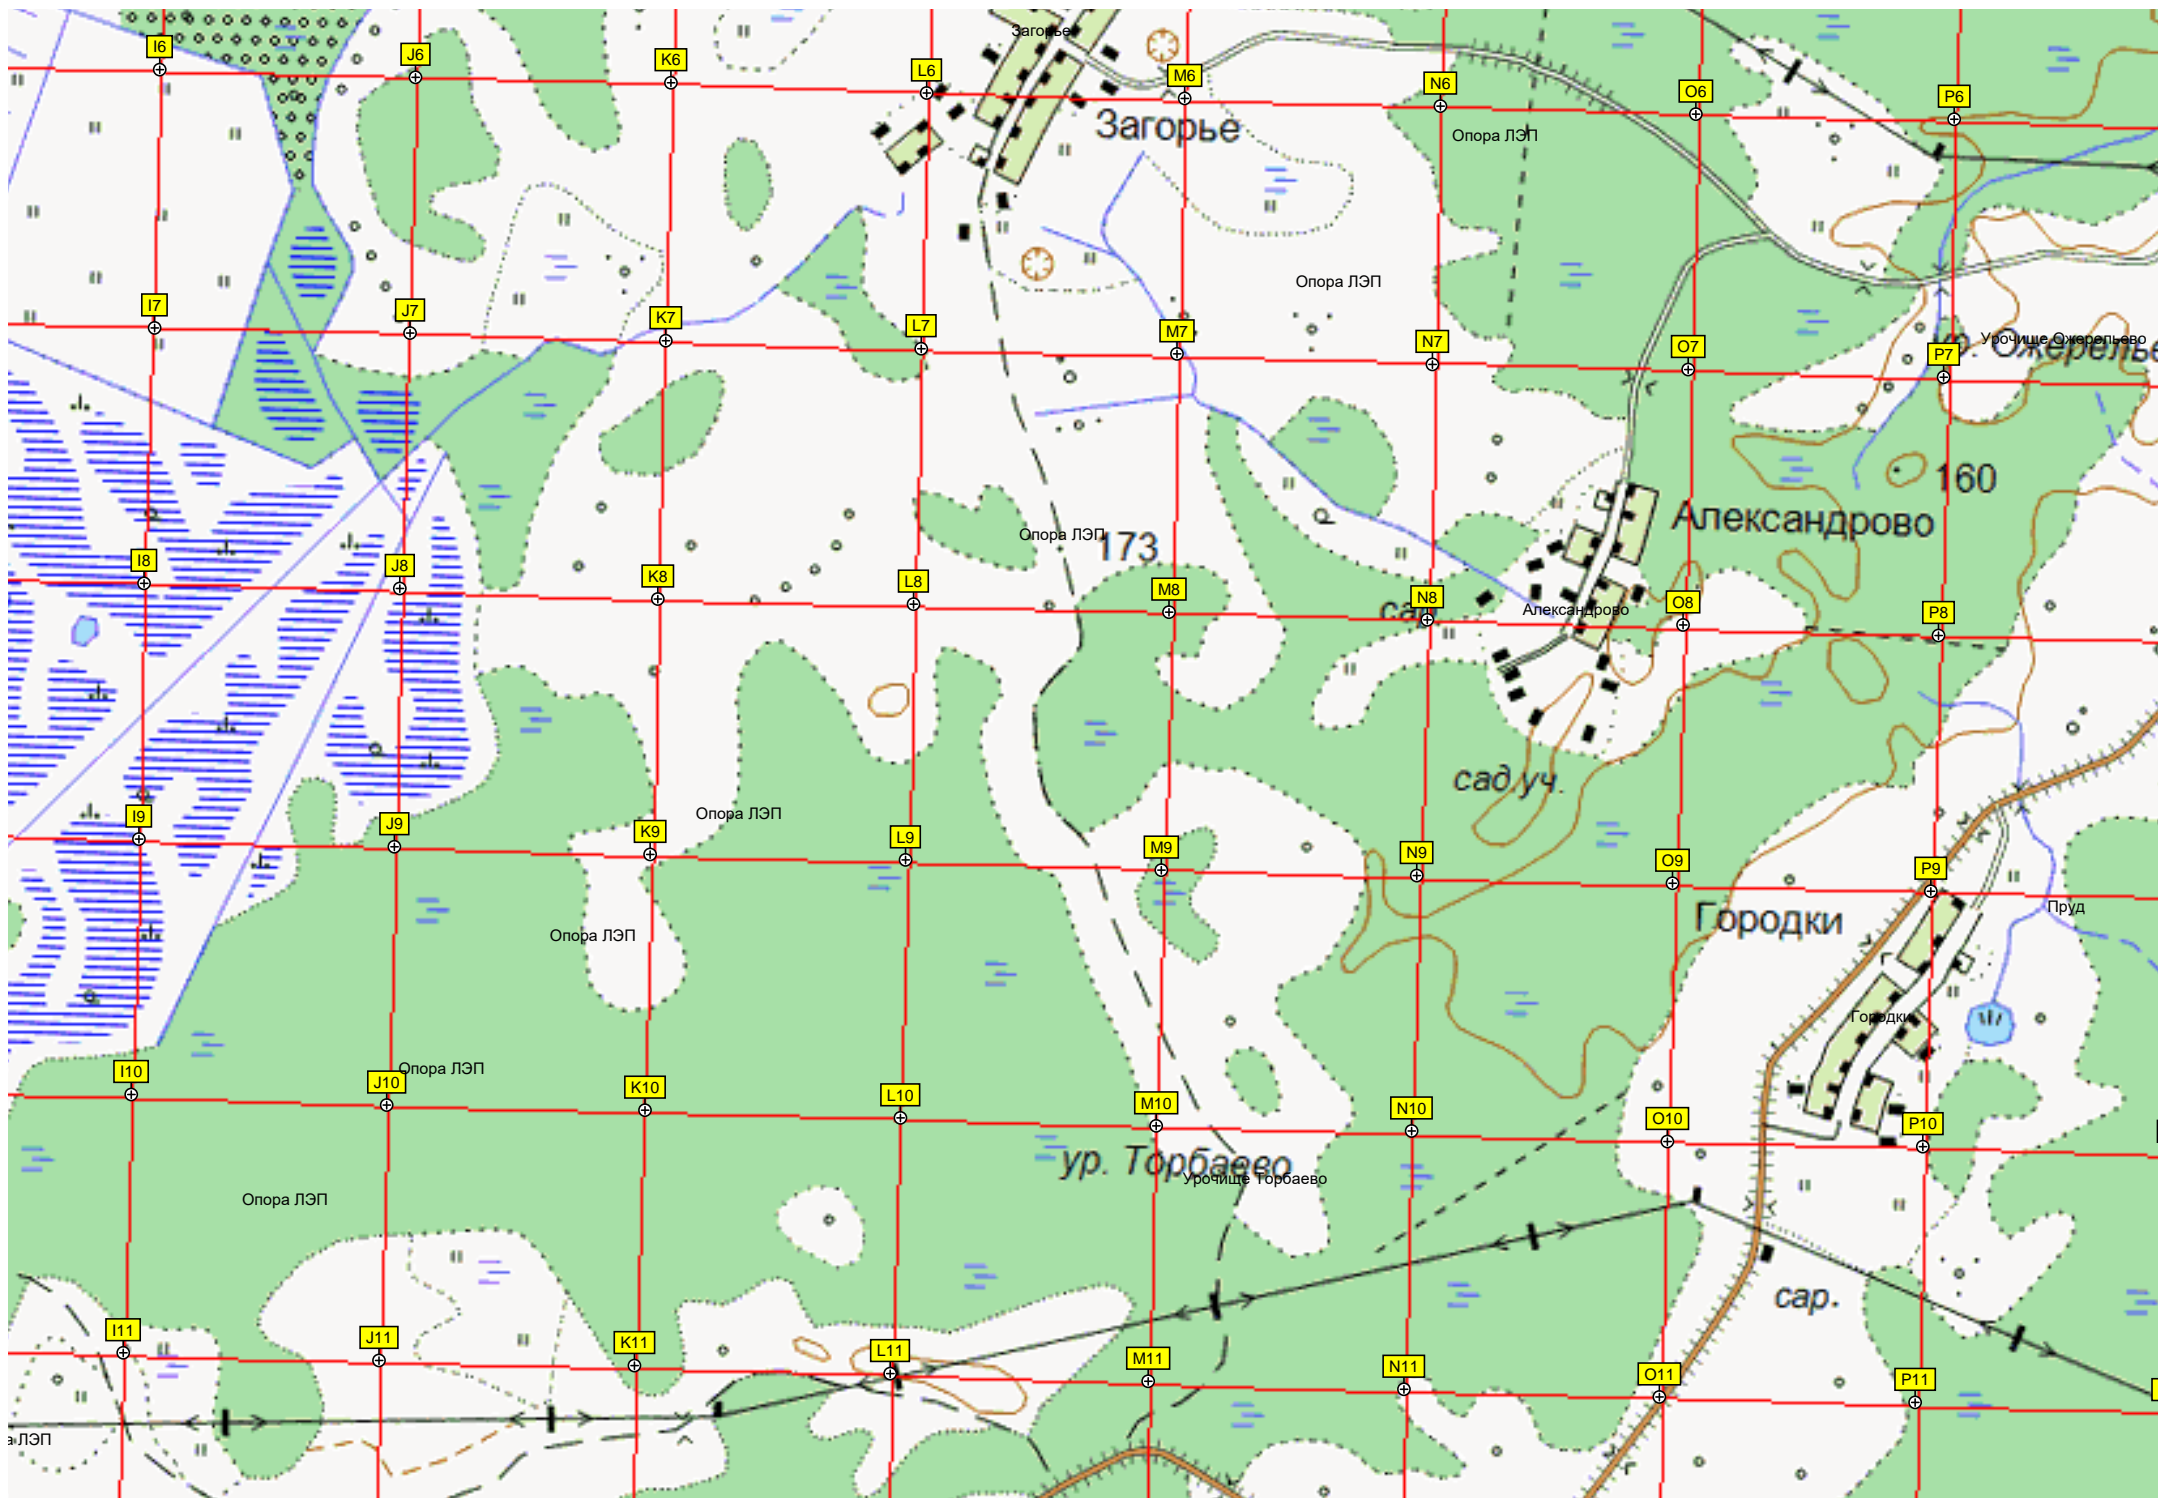 Загорье
I6
J6
K6
L6
M6
N6
O6
P6
Загорье
Опора ЛЭП
Опора ЛЭП
I7
J7
K7
L7
M7
N7
O7
P7
Урочище Ожерельево
160
Александрово
Опора ЛЭП
173
I8
J8
K8
L8
M8
N8
O8
P8
сад
Александрово
сад.уч.
Опора ЛЭП
I9
J9
K9
L9
M9
N9
O9
P9
Городки
Пруд
Опора ЛЭП
Городки
Опора ЛЭП
I10
J10
K10
L10
M10
N10
O10
P10
ур. Торбаево
Урочище Торбаево
Опора ЛЭП
сар.
I11
J11
K11
L11
M11
N11
O11
P11
а ЛЭП